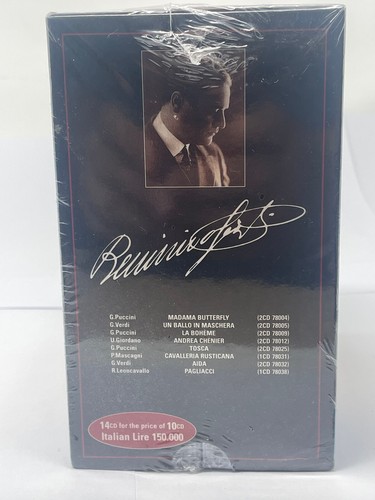 Beniamino Gigli
G.Puccini MADAMA BUTTERFLY (2CD 78004)
G.Verdi UN BALLO IN MASCHERA (2CD 78005)
G.Puccini LA BOHÈME (2CD 78009)
U.Giordano ANDREA CHENIER (2CD 78012)
G.Puccini TOSCA (2CD 78025)
P.Mascagni CAVALLERIA RUSTICANA (1CD 78031)
G.Verdi AIDA (2CD 78032)
R.Leoncavallo PAGLIACCI (1CD 78038)
14CD for the price of 10CD
Italian Lire 150.000